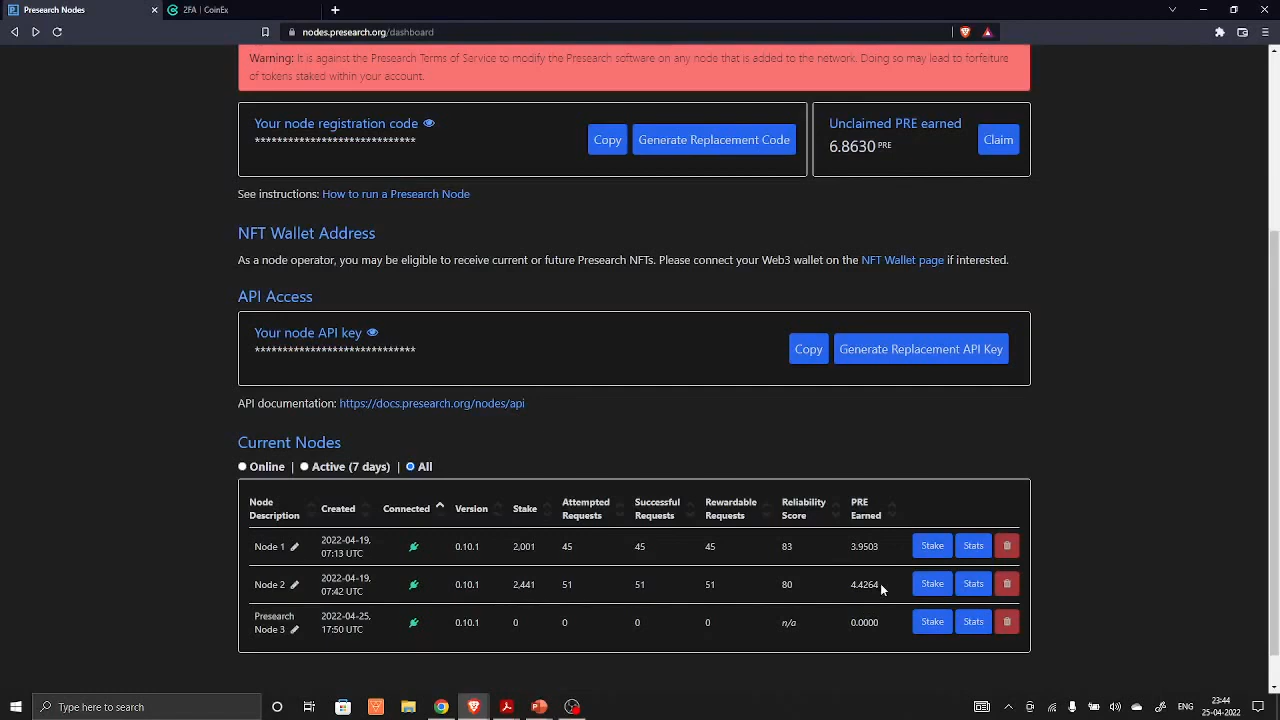 Presearch Nodes
2FA | CoinEx
nodes.presearch.org/dashboard
Warning: It is against the Presearch Terms of Service to modify the Presearch software on any node that is added to the network. Doing so may lead to forfeiture
of tokens staked within your account.
Your node registration code
*****************************
Copy
Generate Replacement Code
Unclaimed PRE earned
6.8630 PRE
Claim
See instructions: How to run a Presearch Node
NFT Wallet Address
As a node operator, you may be eligible to receive current or future Presearch NFTs. Please connect your Web3 wallet on the NFT Wallet page if interested.
API Access
Your node API key
*****************************
Copy
Generate Replacement API Key
API documentation: https://docs.presearch.org/nodes/api
Current Nodes
Online | Active (7 days) | All
Node Description Created Connected Version Stake Attempted Requests Successful Requests Rewardable Requests Reliability Score PRE Earned
Node 1 2022-04-19, 07:13 UTC 0.10.1 2,001 45 45 45 83 3.9503 Stake Stats
Node 2 2022-04-19, 07:42 UTC 0.10.1 2,441 51 51 51 80 4.4264 Stake Stats
Presearch Node 3 2022-04-25, 17:50 UTC 0.10.1 0 0 0 0 n/a 0.0000 Stake Stats
Type here to search
ENG
23:44
25-04-2022